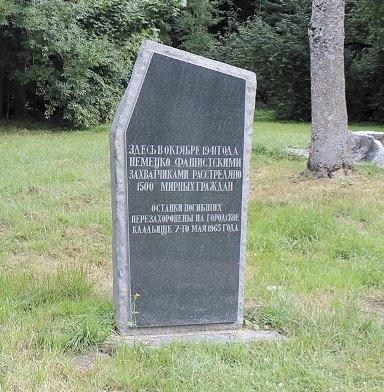 ЗДЕСЬ В ОКТЯБРЕ 1941 ГОДА
НЕМЕЦКО-ФАШИСТСКИМИ
ЗАХВАТЧИКАМИ РАССТРЕЛЯНО
1500 МИРНЫХ ГРАЖДАН
ОСТАНКИ ПОГИБШИХ
ПЕРЕЗАХОРОНЕНЫ НА ГОРОДСКОЕ
КЛАДБИЩЕ 7-ГО МАЯ 1965 ГОДА